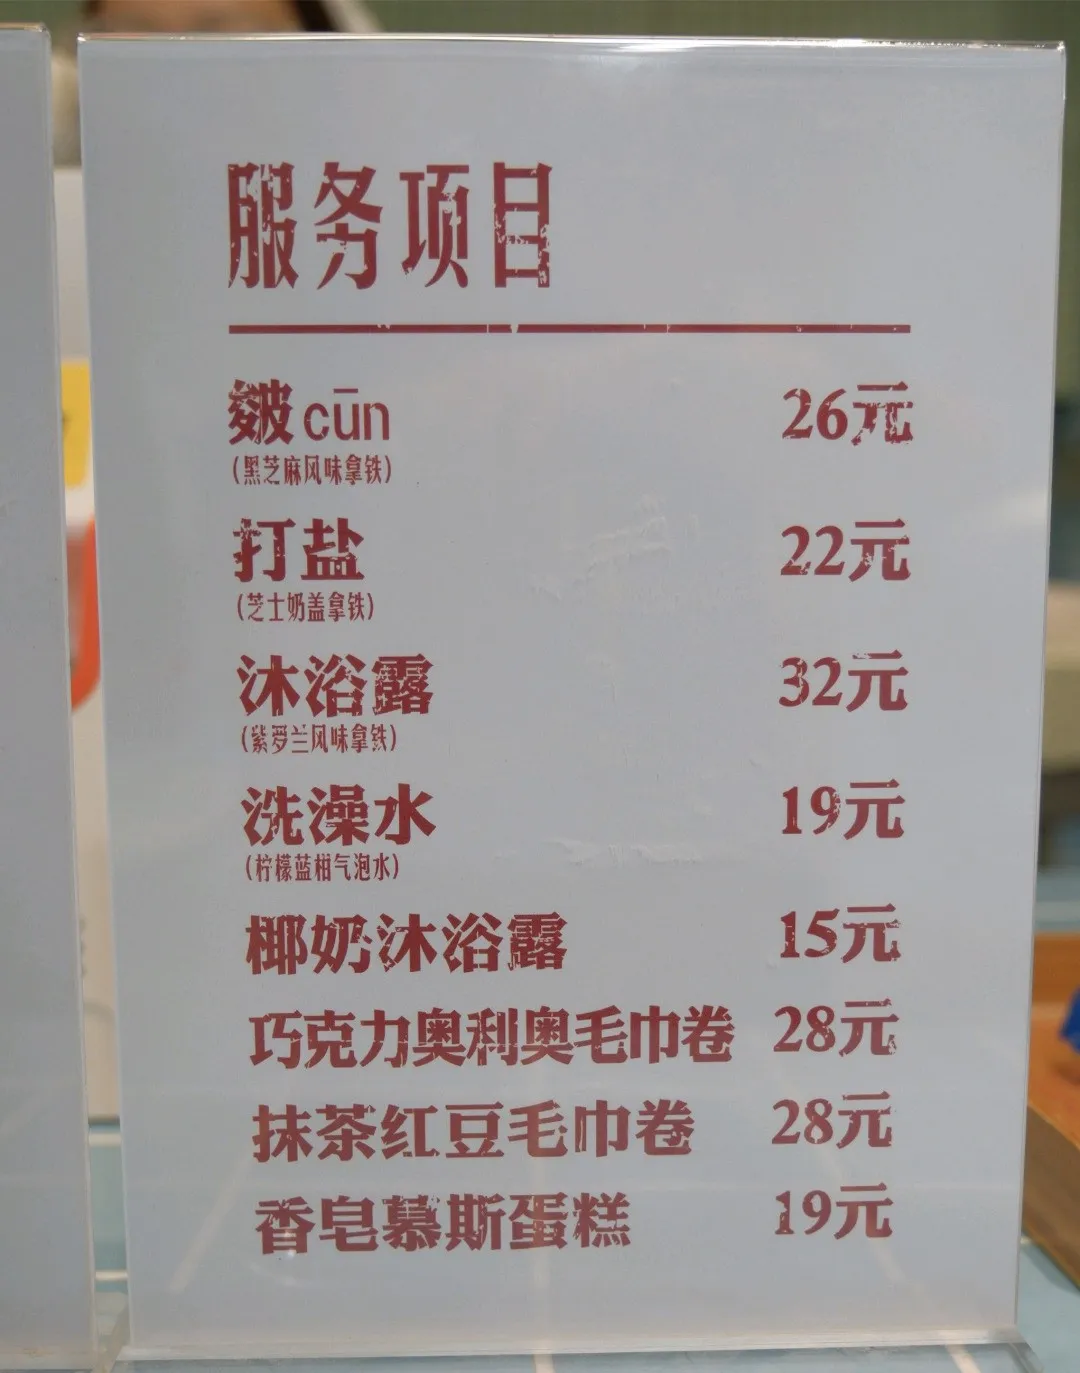 服务项目
皴cūn 26元
(黑芝麻风味拿铁)
打盐 22元
(芝士奶盖拿铁)
沐浴露 32元
(紫罗兰风味拿铁)
洗澡水 19元
(柠檬蓝柑气泡水)
椰奶沐浴露 15元
巧克力奥利奥毛巾卷 28元
抹茶红豆毛巾卷 28元
香皂慕斯蛋糕 19元